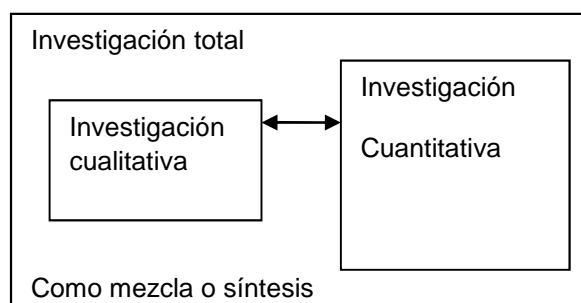 Investigación total
Investigación
cualitativa
Investigación
Cuantitativa
Como mezcla o síntesis